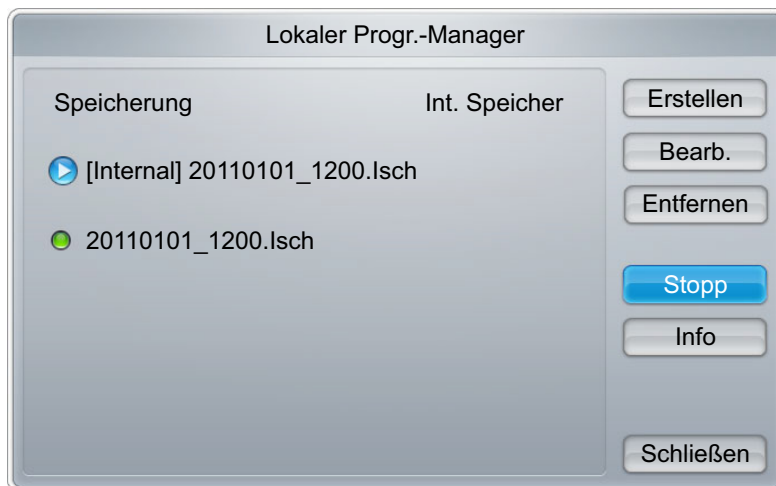 Lokaler Progr.-Manager
Speicherung Int. Speicher
[Internal] 20110101_1200.lsch
20110101_1200.lsch
Erstellen
Bearb.
Entfernen
Stopp
Info
Schließen